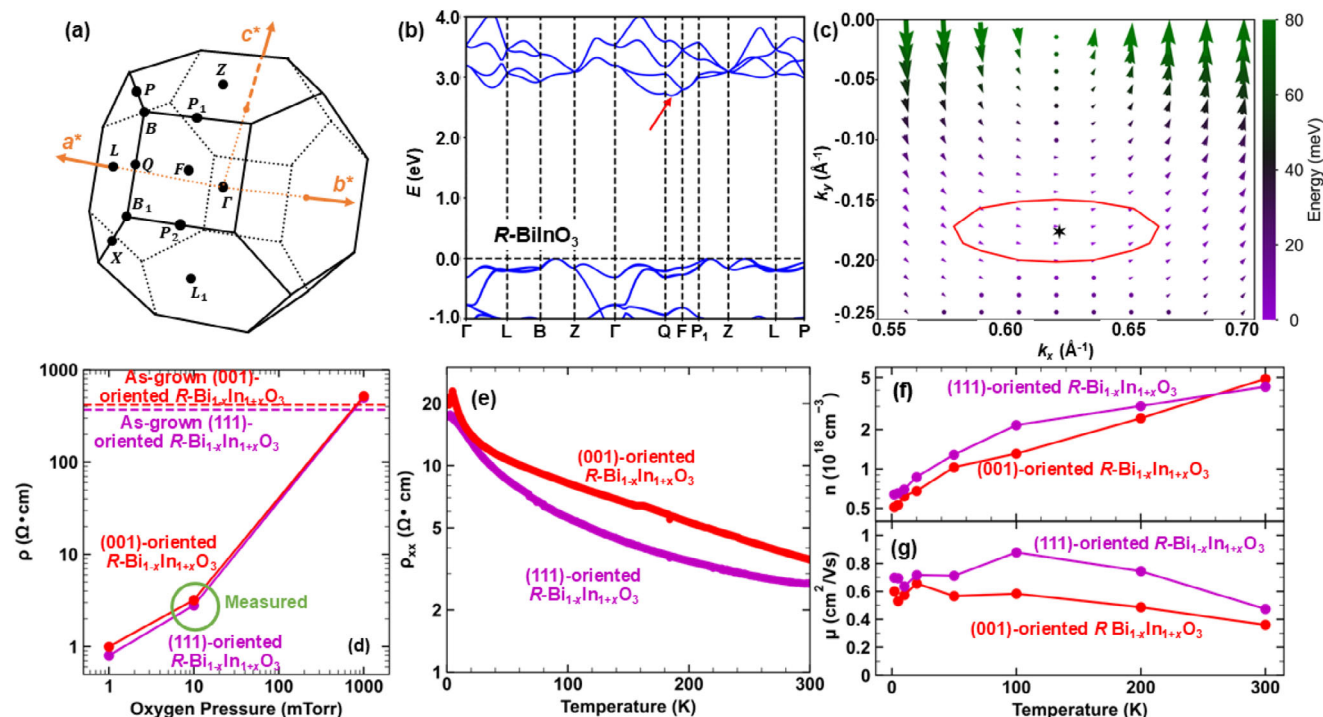 (a)
c*
Z
P
P1
B
a*
L
Q
F
Γ
b*
B1
P2
X
L1
(b)
4.0
3.0
2.0
1.0
0.0
-1.0
E (eV)
R-BiInO3
Γ L B Z Γ Q F P1 Z L P
(c)
0.00
-0.05
-0.10
-0.15
-0.20
-0.25
ky (Å-1)
0.55 0.60 0.65 0.70
kx (Å-1)
80
60
40
20
0
Energy (meV)
1000
100
10
1
ρ (Ω•cm)
As-grown (001)-
oriented R-Bi1-xIn1+xO3
As-grown (111)-
oriented R-Bi1-xIn1+xO3
(001)-oriented
R-Bi1-xIn1+xO3
Measured
(111)-oriented
R-Bi1-xIn1+xO3
(d)
1 10 100 1000
Oxygen Pressure (mTorr)
(e)
20
10
5
2
1
ρxx (Ω•cm)
(001)-oriented
R-Bi1-xIn1+xO3
(111)-oriented
R-Bi1-xIn1+xO3
0 100 200 300
Temperature (K)
(f)
5
2
1
0.5
n (1018 cm-3)
(111)-oriented R-Bi1-xIn1+xO3
(001)-oriented R-Bi1-xIn1+xO3
(g)
0.8
0.6
0.4
0.2
0
μ (cm2/Vs)
(111)-oriented R-Bi1-xIn1+xO3
(001)-oriented R Bi1-xIn1+xO3
0 100 200 300
Temperature (K)